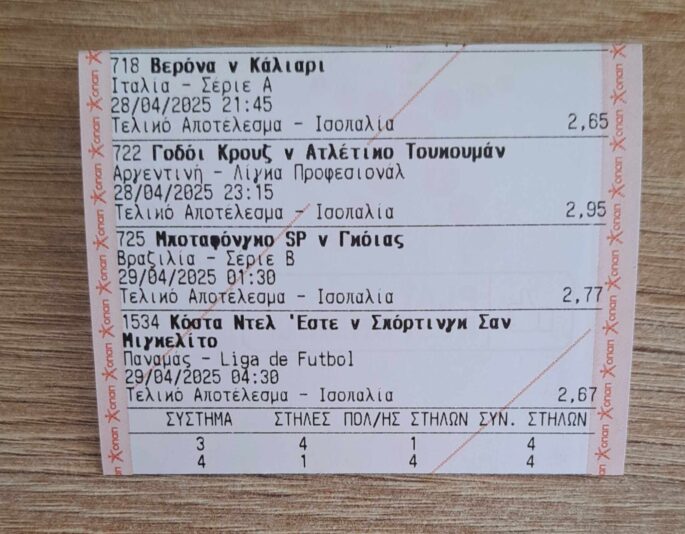 718 Βερόνα v Κάλιαρι
Ιταλία - Σέριε Α
28/04/2025 21:45
Τελικό Αποτέλεσμα - Ισοπαλία 2,65
722 Γοδόι Κρουζ v Ατλέτικο Τουκουμάν
Αργεντινή - Λίγκα Προφεσιονάλ
28/04/2025 23:15
Τελικό Αποτέλεσμα - Ισοπαλία 2,95
725 Μποταφόνγκο SP v Γκόιας
Βραζιλία - Σέριε Β
29/04/2025 01:30
Τελικό Αποτέλεσμα - Ισοπαλία 2,77
1534 Κόστα Ντελ 'Εστε v Σπόρτινγκ Σαν
Μιγκελίτο
Παναμάς - Liga de Futbol
29/04/2025 04:30
Τελικό Αποτέλεσμα - Ισοπαλία 2,67
ΣΥΣΤΗΜΑ ΣΤΗΛΕΣ ΠΟΛ/ΗΣ ΣΤΗΛΩΝ ΣΥΝ. ΣΤΗΛΩΝ
3 4 1 4
4 1 4 4
οπαπ